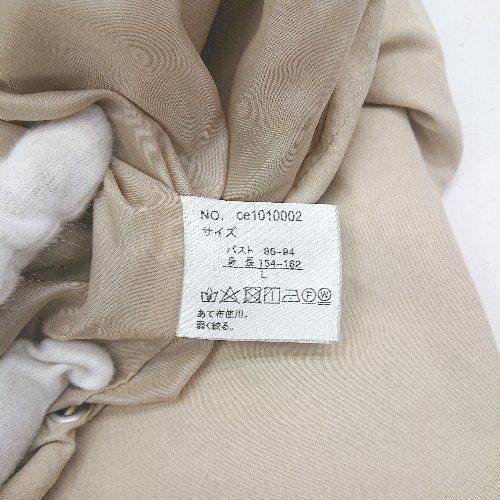 NO. ce1010002
サイズ
バスト 86-94
身長 154-162
L
あて布使用。
弱く絞る。